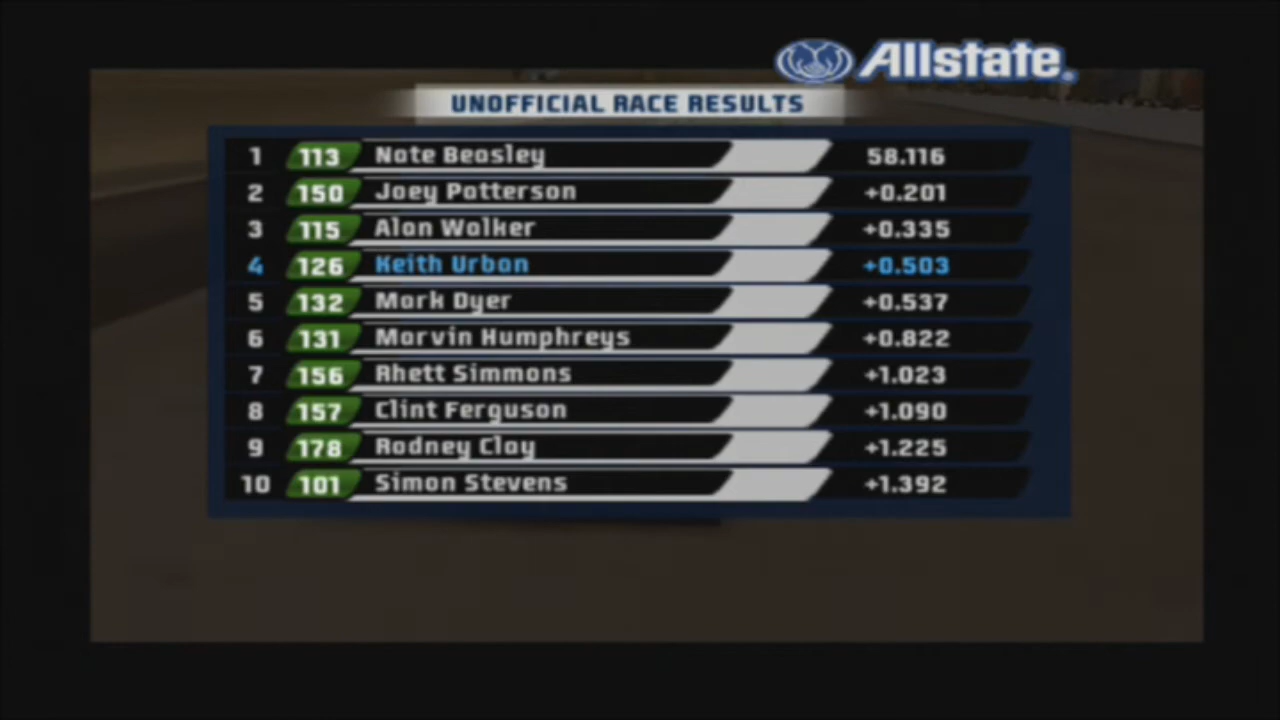 Allstate.
UNOFFICIAL RACE RESULTS
1 113 Nate Beasley 58.116
2 150 Joey Patterson +0.201
3 115 Alan Walker +0.335
4 126 Keith Urban +0.503
5 132 Mark Dyer +0.537
6 131 Marvin Humphreys +0.822
7 156 Rhett Simmons +1.023
8 157 Clint Ferguson +1.090
9 178 Rodney Clay +1.225
10 101 Simon Stevens +1.392